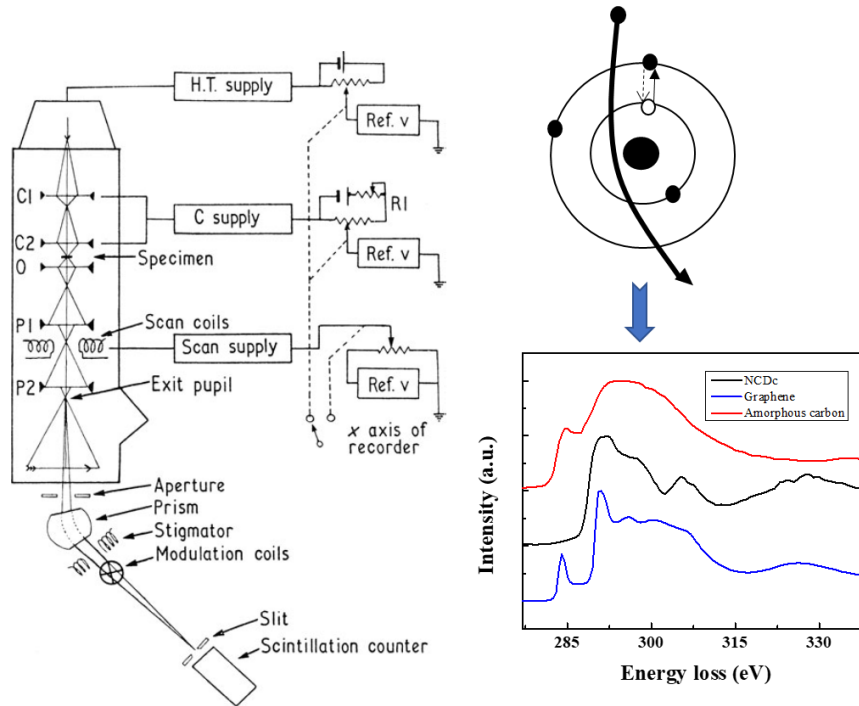 H.T. supply
Ref. v
C1
C supply
R1
C2
Specimen
O
Ref. v
P1
Scan coils
Scan supply
P2
Exit pupil
Ref. v
x axis of
recorder
Aperture
Prism
Stigmator
Modulation coils
Slit
Scintillation counter
NCDc
Graphene
Amorphous carbon
Intensity (a.u.)
285 300 315 330
Energy loss (eV)